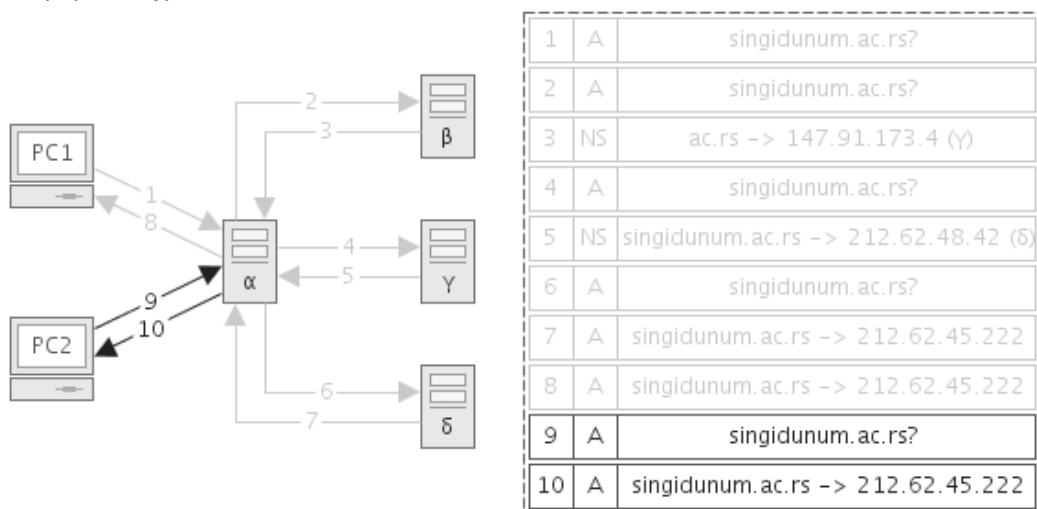 PC1
PC2
α
β
γ
δ
1
2
3
4
5
6
7
8
9
10
1 A singidunum.ac.rs?
2 A singidunum.ac.rs?
3 NS ac.rs -> 147.91.173.4 (γ)
4 A singidunum.ac.rs?
5 NS singidunum.ac.rs -> 212.62.48.42 (δ)
6 A singidunum.ac.rs?
7 A singidunum.ac.rs -> 212.62.45.222
8 A singidunum.ac.rs -> 212.62.45.222
9 A singidunum.ac.rs?
10 A singidunum.ac.rs -> 212.62.45.222